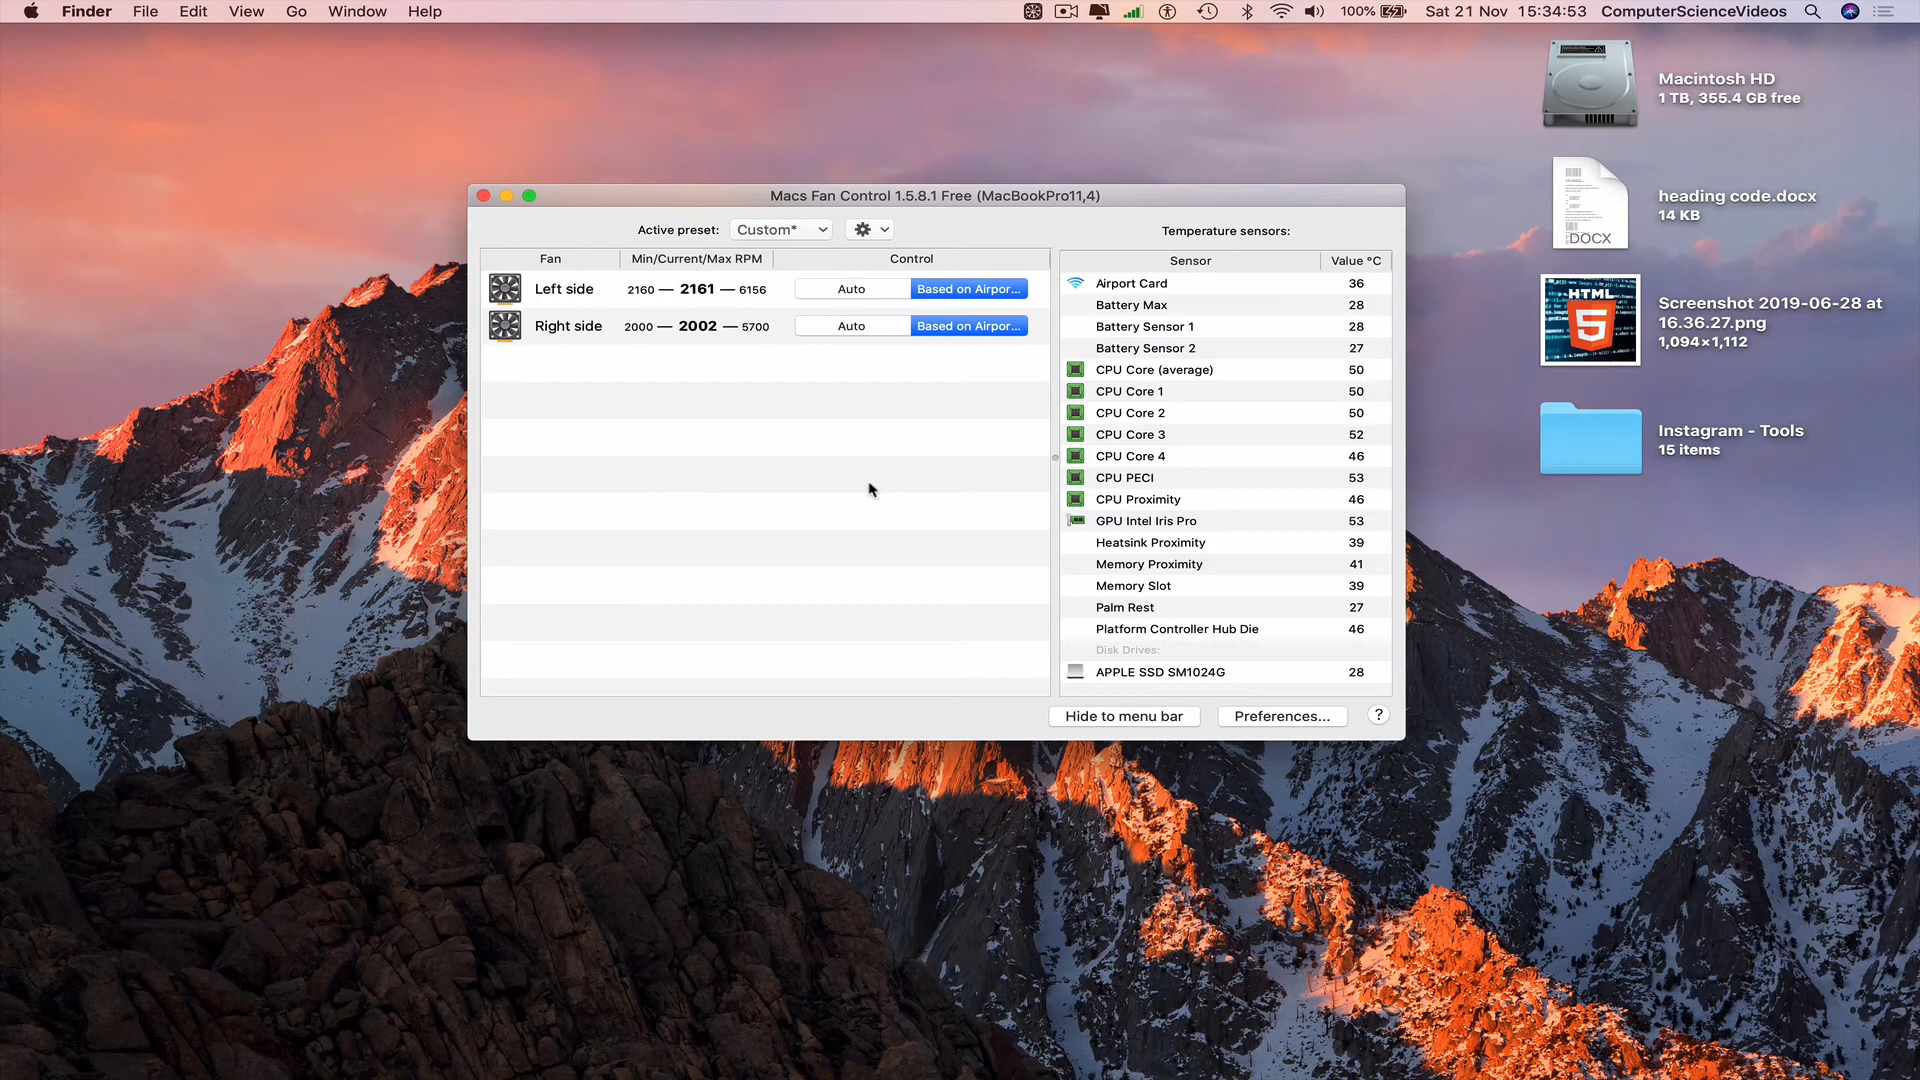 Finder File Edit View Go Window Help 100% Sat 21 Nov 15:34:53 ComputerScienceVideos
Macintosh HD
1 TB, 355.4 GB free
heading code.docx
14 KB
DOCX
HTML
5
Screenshot 2019-06-28 at
16.36.27.png
1,094×1,112
Instagram - Tools
15 items
Macs Fan Control 1.5.8.1 Free (MacBookPro11,4)
Active preset: Custom*
Fan Min/Current/Max RPM Control
Left side 2160 — 2161 — 6156 Auto Based on Airpor...
Right side 2000 — 2002 — 5700 Auto Based on Airpor...
Temperature sensors:
Sensor Value °C
Airport Card 36
Battery Max 28
Battery Sensor 1 28
Battery Sensor 2 27
CPU Core (average) 50
CPU Core 1 50
CPU Core 2 50
CPU Core 3 52
CPU Core 4 46
CPU PECI 53
CPU Proximity 46
GPU Intel Iris Pro 53
Heatsink Proximity 39
Memory Proximity 41
Memory Slot 39
Palm Rest 27
Platform Controller Hub Die 46
Disk Drives:
APPLE SSD SM1024G 28
Hide to menu bar Preferences... ?